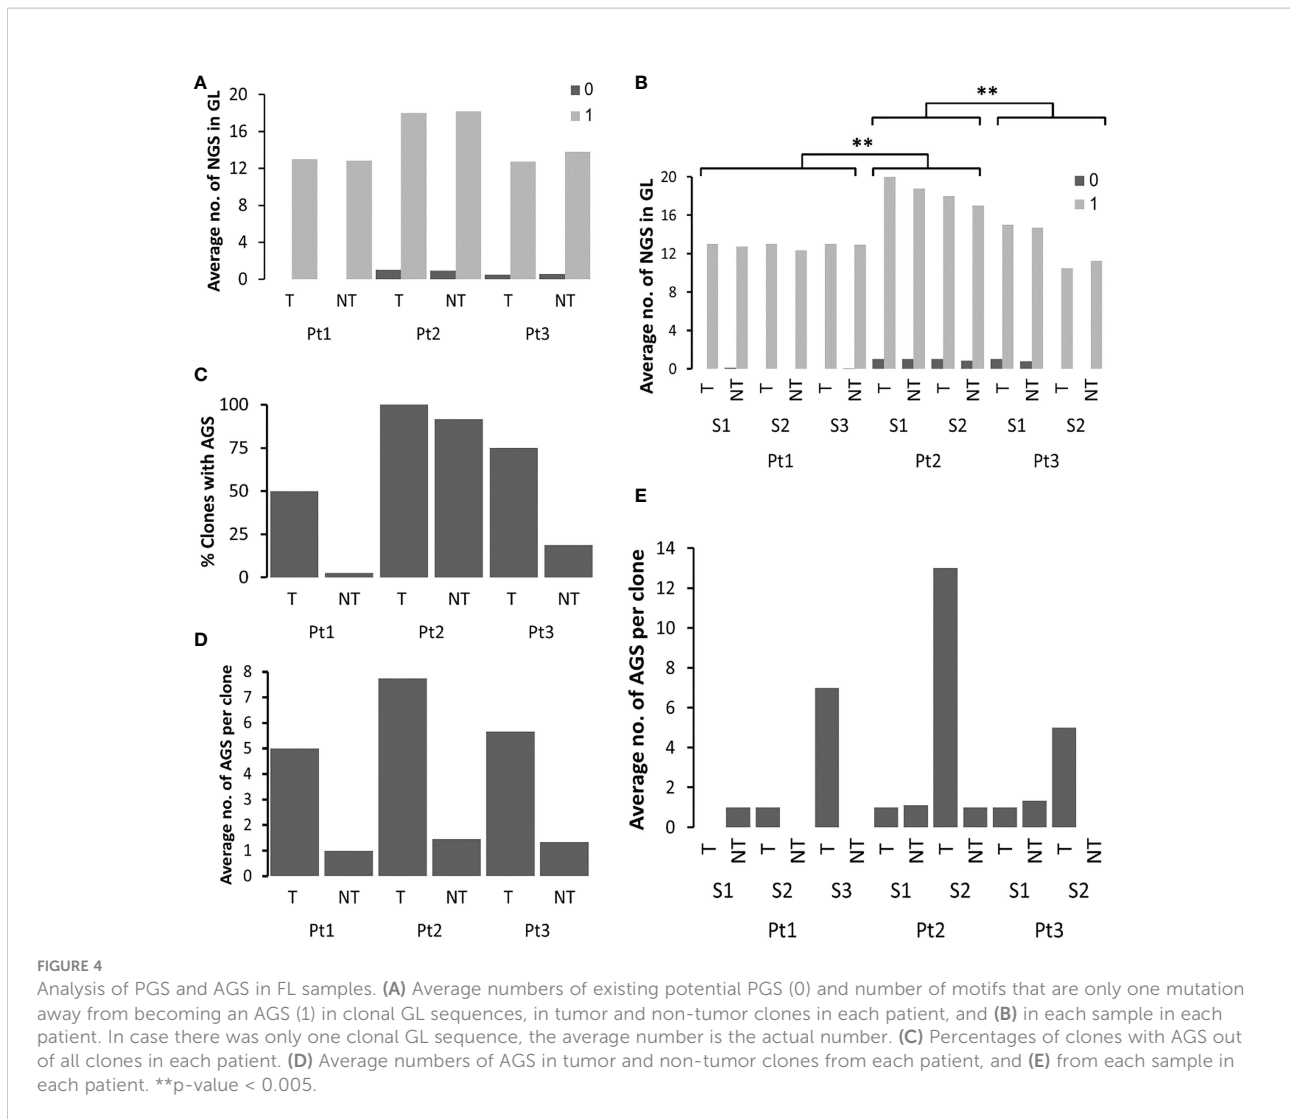 A
Average no. of NGS in GL
20
16
12
8
4
0
0
1
T NT T NT T NT
Pt1 Pt2 Pt3
B
**
**
Average no. of NGS in GL
20
16
12
8
4
0
0
1
T NT T NT T NT T NT T NT T NT T NT
S1 S2 S3 S1 S2 S1 S2
Pt1 Pt2 Pt3
C
% Clones with AGS
100
75
50
25
0
T NT T NT T NT
Pt1 Pt2 Pt3
D
Average no. of AGS per clone
8
7
6
5
4
3
2
1
0
T NT T NT T NT
Pt1 Pt2 Pt3
E
Average no. of AGS per clone
14
12
10
8
6
4
2
0
T NT T NT T NT T NT T NT T NT T NT
S1 S2 S3 S1 S2 S1 S2
Pt1 Pt2 Pt3
FIGURE 4
Analysis of PGS and AGS in FL samples. (A) Average numbers of existing potential PGS (0) and number of motifs that are only one mutation
away from becoming an AGS (1) in clonal GL sequences, in tumor and non-tumor clones in each patient, and (B) in each sample in each
patient. In case there was only one clonal GL sequence, the average number is the actual number. (C) Percentages of clones with AGS out
of all clones in each patient. (D) Average numbers of AGS in tumor and non-tumor clones from each patient, and (E) from each sample in
each patient. **p-value < 0.005.